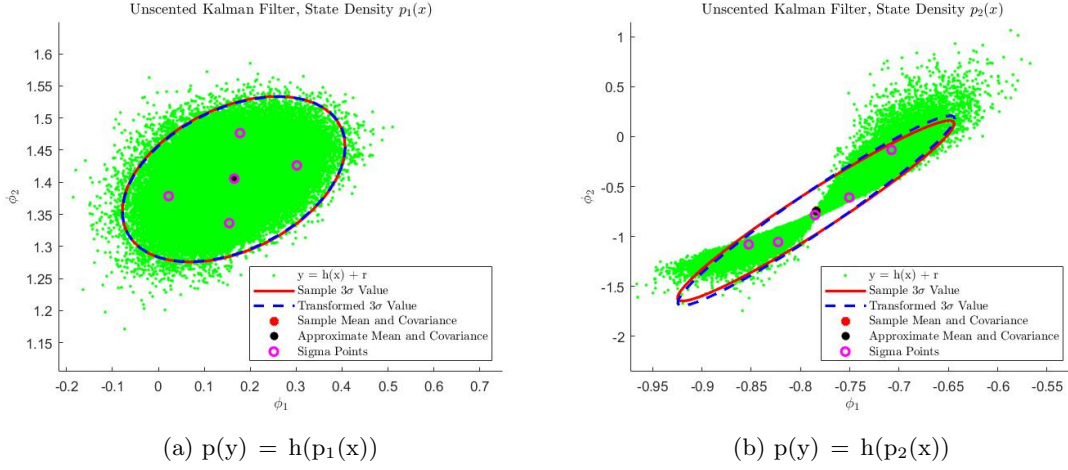 Unscented Kalman Filter, State Density p₁(x)
1.6
1.55
1.5
1.45
1.4
1.35
1.3
1.25
1.2
1.15
ϕ₂
y = h(x) + r
Sample 3σ Value
Transformed 3σ Value
Sample Mean and Covariance
Approximate Mean and Covariance
Sigma Points
-0.2 -0.1 0 0.1 0.2 0.3 0.4 0.5 0.6 0.7
ϕ₁
(a) p(y) = h(p₁(x))
Unscented Kalman Filter, State Density p₂(x)
1
0.5
0
-0.5
-1
-1.5
-2
ϕ₂
y = h(x) + r
Sample 3σ Value
Transformed 3σ Value
Sample Mean and Covariance
Approximate Mean and Covariance
Sigma Points
-0.95 -0.9 -0.85 -0.8 -0.75 -0.7 -0.65 -0.6 -0.55
ϕ₁
(b) p(y) = h(p₂(x))